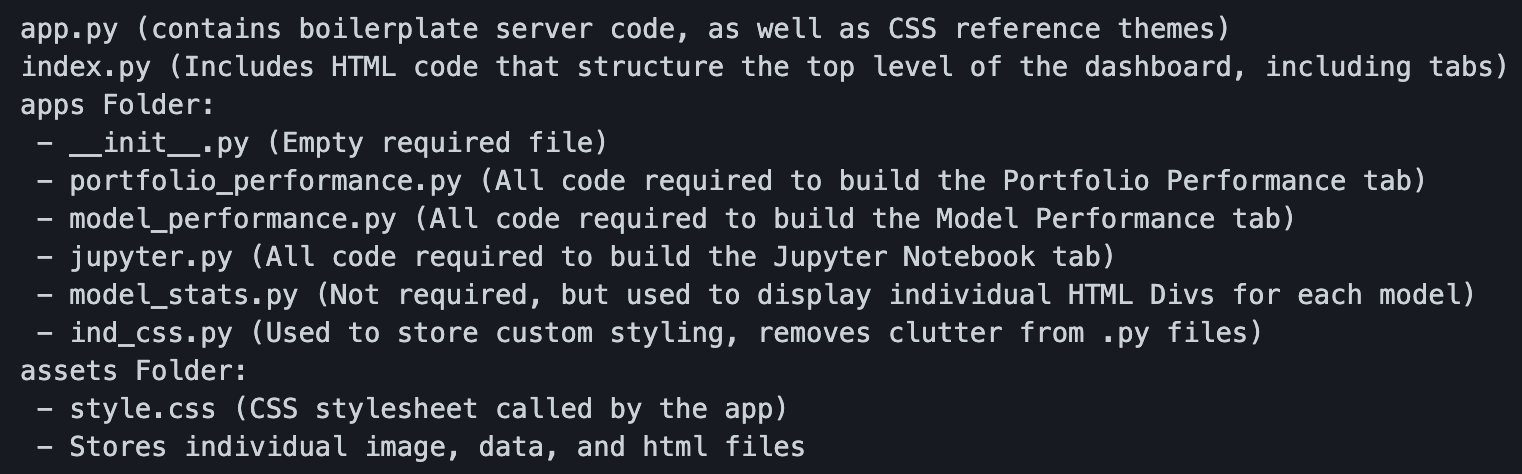 app.py (contains boilerplate server code, as well as CSS reference themes)
index.py (Includes HTML code that structure the top level of the dashboard, including tabs)
apps Folder:
- __init__.py (Empty required file)
- portfolio_performance.py (All code required to build the Portfolio Performance tab)
- model_performance.py (All code required to build the Model Performance tab)
- jupyter.py (All code required to build the Jupyter Notebook tab)
- model_stats.py (Not required, but used to display individual HTML Divs for each model)
- ind_css.py (Used to store custom styling, removes clutter from .py files)
assets Folder:
- style.css (CSS stylesheet called by the app)
- Stores individual image, data, and html files